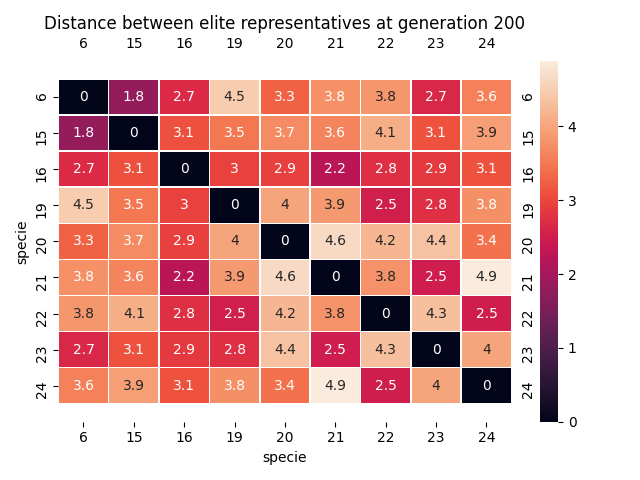 Distance between elite representatives at generation 200
6 15 16 19 20 21 22 23 24
6 0 1.8 2.7 4.5 3.3 3.8 3.8 2.7 3.6 6
15 1.8 0 3.1 3.5 3.7 3.6 4.1 3.1 3.9 15
16 2.7 3.1 0 3 2.9 2.2 2.8 2.9 3.1 16
19 4.5 3.5 3 0 4 3.9 2.5 2.8 3.8 19
20 3.3 3.7 2.9 4 0 4.6 4.2 4.4 3.4 20
21 3.8 3.6 2.2 3.9 4.6 0 3.8 2.5 4.9 21
22 3.8 4.1 2.8 2.5 4.2 3.8 0 4.3 2.5 22
23 2.7 3.1 2.9 2.8 4.4 2.5 4.3 0 4 23
24 3.6 3.9 3.1 3.8 3.4 4.9 2.5 4 0 24
6 15 16 19 20 21 22 23 24
specie
specie
4
3
2
1
0